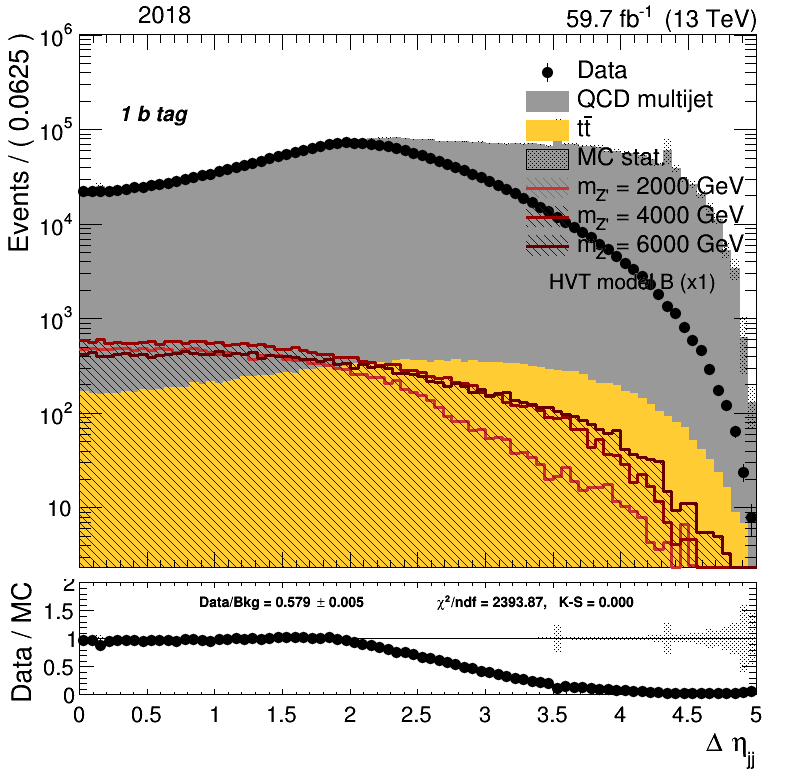 2018
59.7 fb⁻¹ (13 TeV)
Events / ( 0.0625 )
10⁶
10⁵
10⁴
10³
10²
10
1 b tag
Data
QCD multijet
tt̄
MC stat.
m_Z' = 2000 GeV
m_Z' = 4000 GeV
m_Z' = 6000 GeV
HVT model B (x1)
Data / MC
2
1.5
1
0.5
0
Data/Bkg = 0.579 ± 0.005
χ²/ndf = 2393.87, K-S = 0.000
0 0.5 1 1.5 2 2.5 3 3.5 4 4.5 5
Δ η_jj